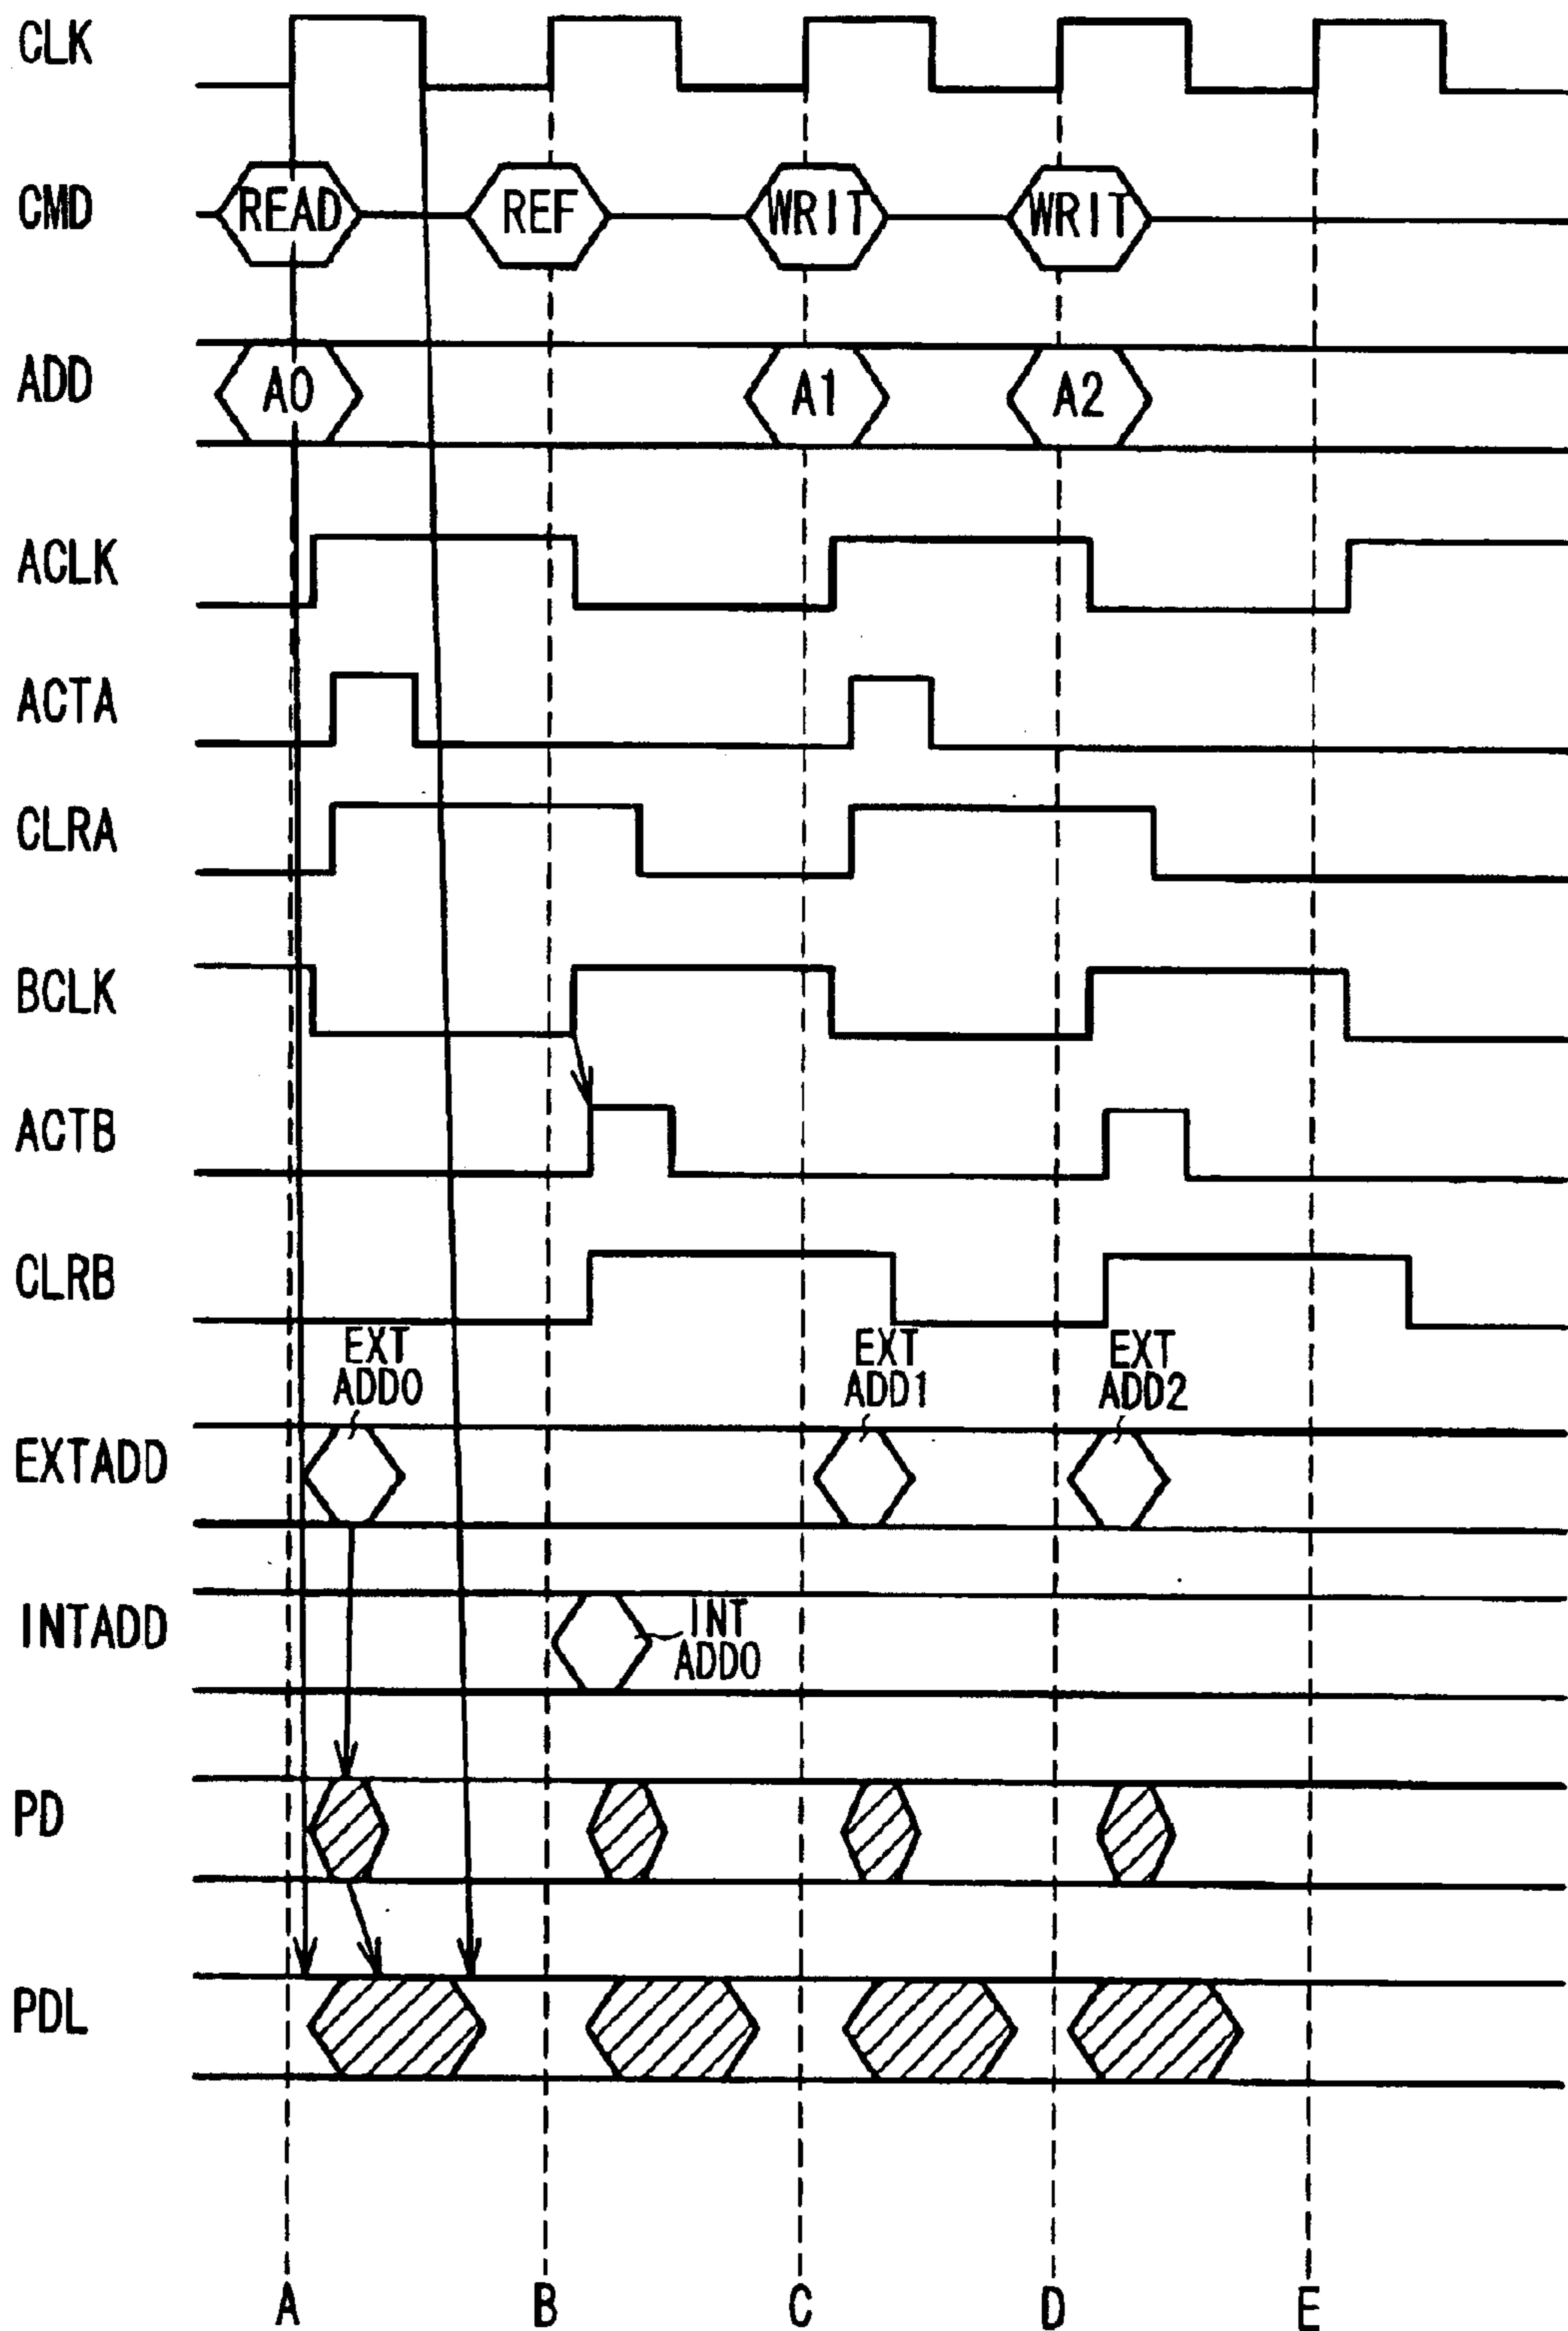 CLK
CMD READ REF WRIT WRIT
ADD A0 A1 A2
ACLK
ACTA
CLRA
BCLK
ACTB
CLRB
EXT ADD0
EXT ADD1
EXT ADD2
EXTADD
INTADD
INT ADD0
PD
PDL
A B C D E